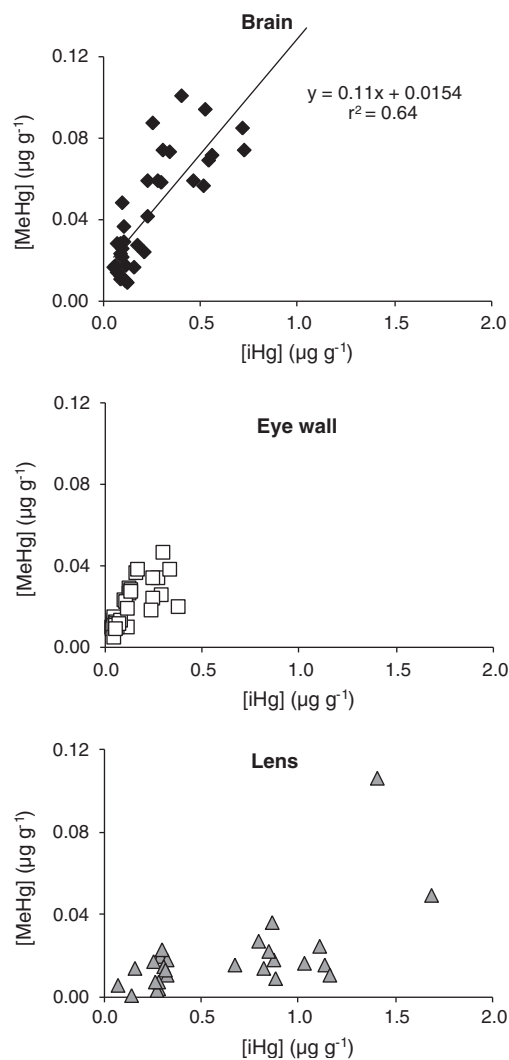 Brain
0.12
0.08
0.04
0.00
[MeHg] (µg g⁻¹)
y = 0.11x + 0.0154
r² = 0.64
0.0 0.5 1.0 1.5 2.0
[iHg] (µg g⁻¹)
Eye wall
0.12
0.08
0.04
0.00
[MeHg] (µg g⁻¹)
0.0 0.5 1.0 1.5 2.0
[iHg] (µg g⁻¹)
Lens
0.12
0.08
0.04
0.00
[MeHg] (µg g⁻¹)
0.0 0.5 1.0 1.5 2.0
[iHg] (µg g⁻¹)